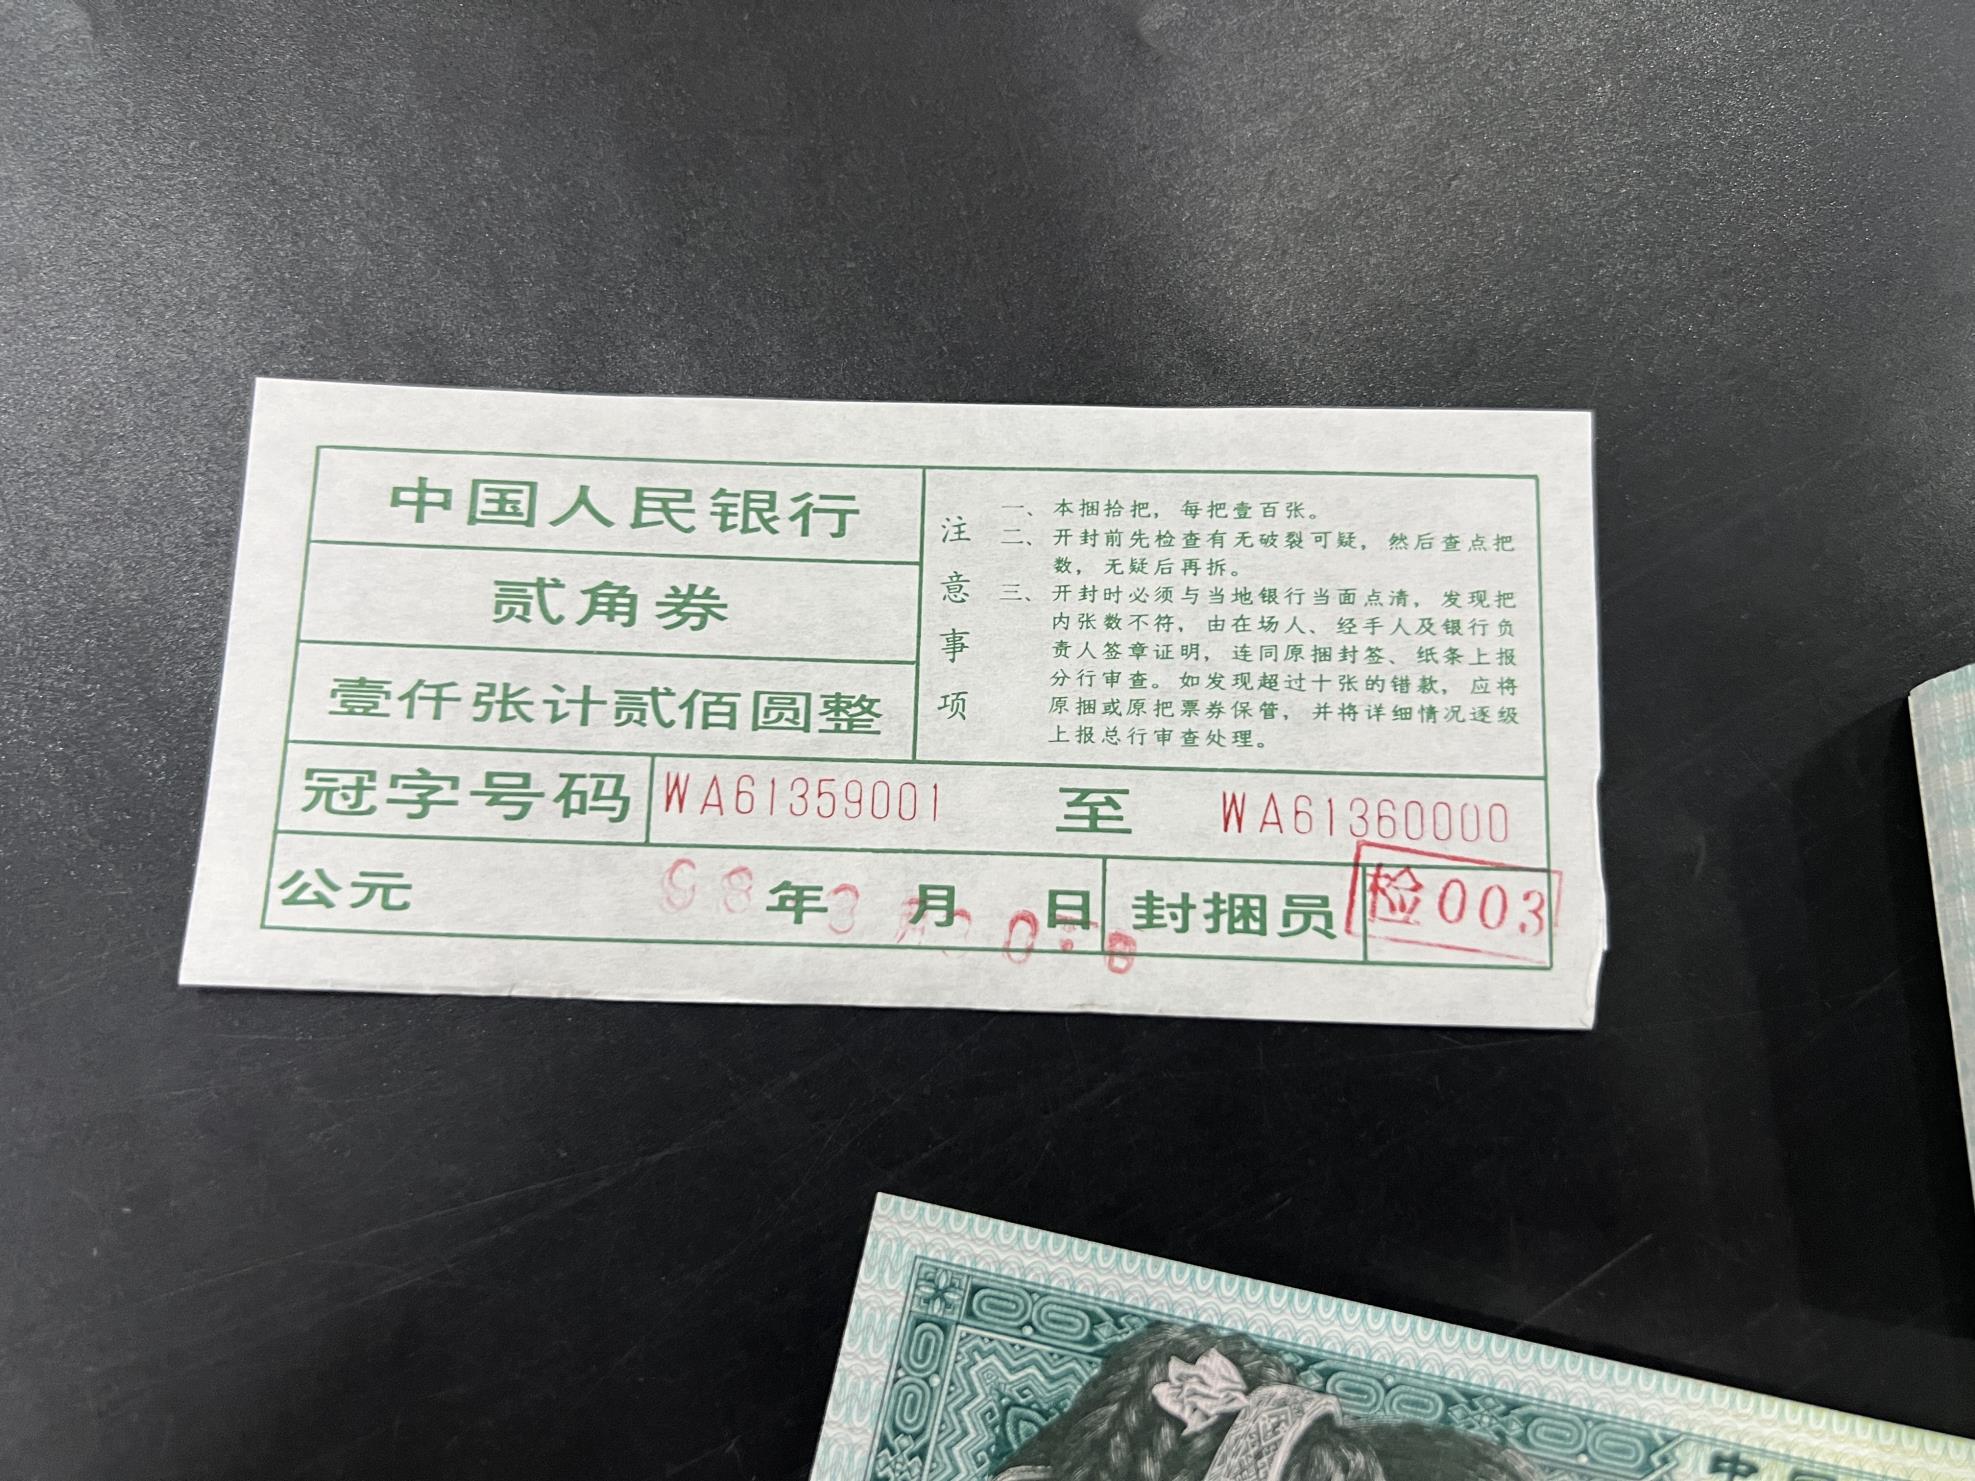 中国人民银行
贰角券
壹仟张计贰佰圆整
注意事项
一、本捆拾把，每把壹百张。
二、开封前先检查有无破裂可疑，然后查点把
数，无疑后再拆。
三、开封时必须与当地银行当面点清，发现把
内张数不符，由在场人、经手人及银行负
责人签章证明，连同原捆封签、纸条上报
分行审查。如发现超过十张的错款，应将
原捆或原把票券保管，并将详细情况逐级
上报总行审查处理。
冠字号码 WA61359001 至 WA61360000
公元 98 年 3 月 日 封捆员 检003
中